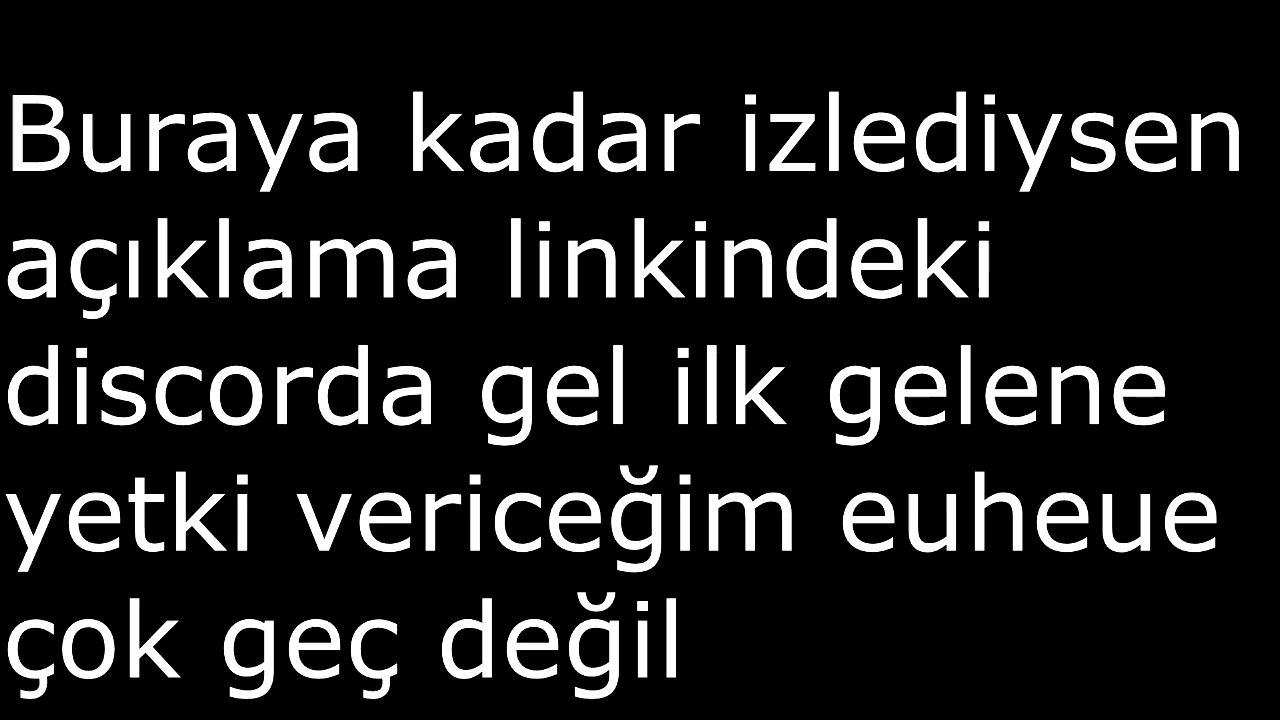 Buraya kadar izlediysen
açıklama linkindeki
discorda gel ilk gelene
yetki vericeğim euheue
çok geç değil